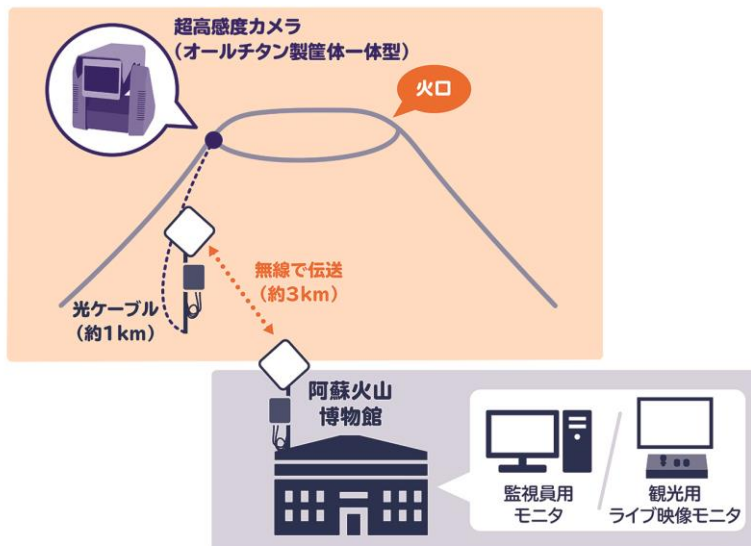 超高感度カメラ
(オールチタン製筐体一体型)
火口
無線で伝送
(約3km)
光ケーブル
(約1km)
阿蘇火山
博物館
監視員用
モニタ
観光用
ライブ映像モニタ